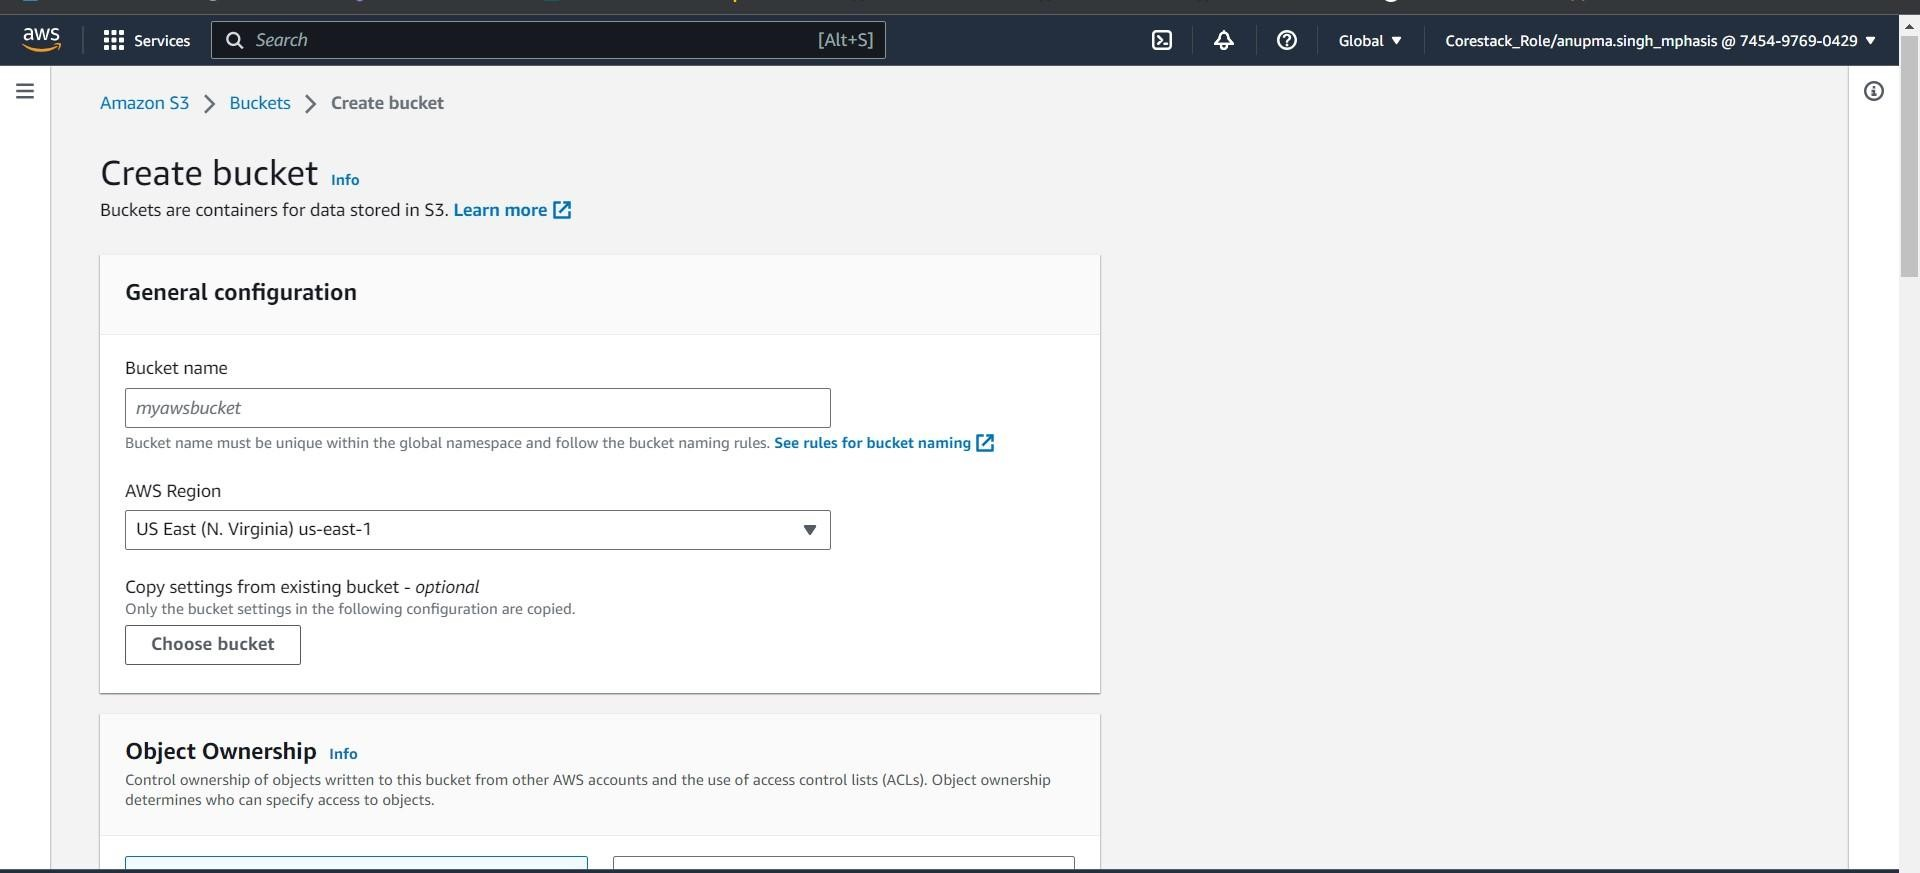 aws
Services
Search
[Alt+S]
Global
Corestack_Role/anupma.singh_mphasis @ 7454-9769-0429
Amazon S3
Buckets
Create bucket
Create bucket Info
Buckets are containers for data stored in S3. Learn more
General configuration
Bucket name
myawsbucket
Bucket name must be unique within the global namespace and follow the bucket naming rules. See rules for bucket naming
AWS Region
US East (N. Virginia) us-east-1
Copy settings from existing bucket - optional
Only the bucket settings in the following configuration are copied.
Choose bucket
Object Ownership Info
Control ownership of objects written to this bucket from other AWS accounts and the use of access control lists (ACLs). Object ownership
determines who can specify access to objects.